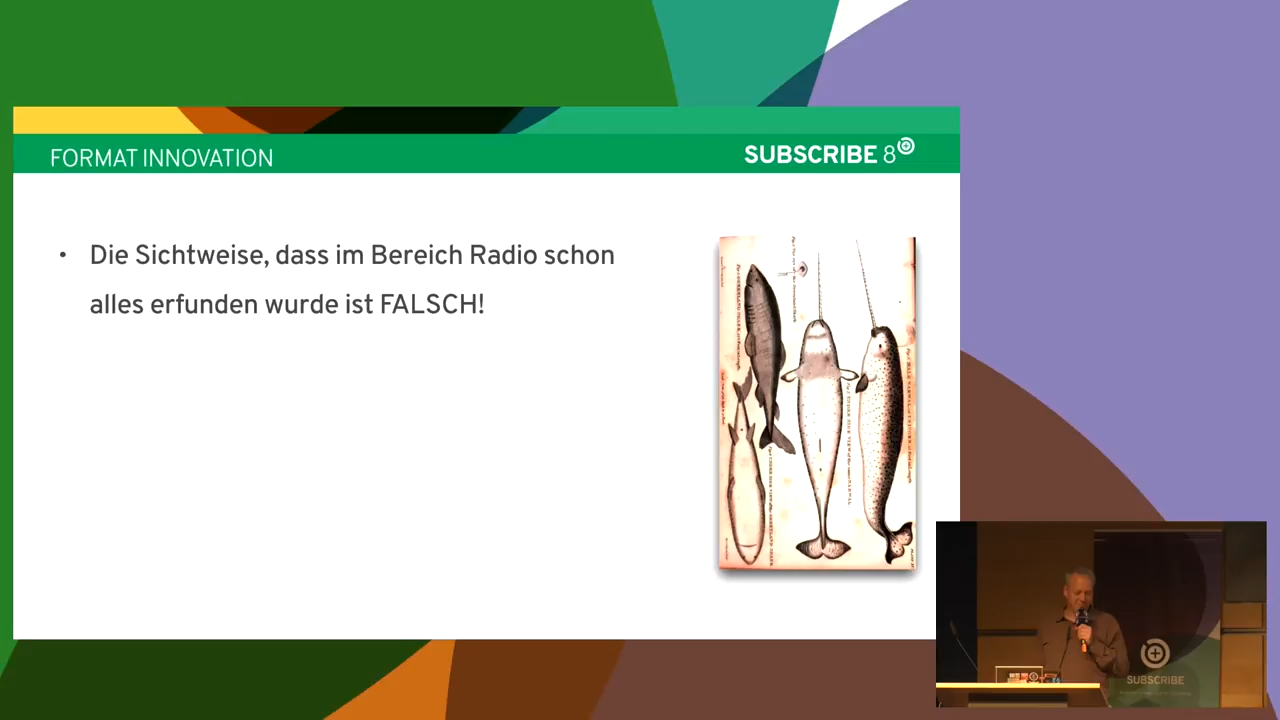 FORMAT INNOVATION
SUBSCRIBE 8
• Die Sichtweise, dass im Bereich Radio schon
alles erfunden wurde ist FALSCH!
SUBSCRIBE